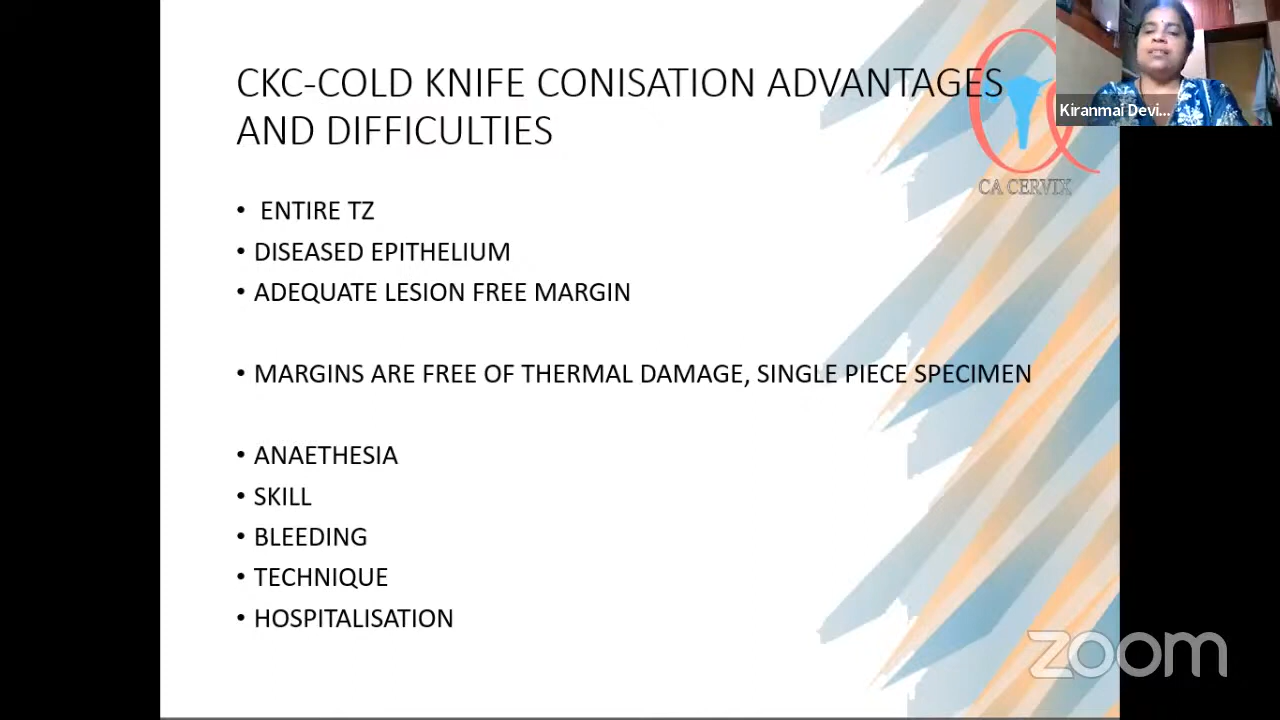 CKC-COLD KNIFE CONISATION ADVANTAGES
AND DIFFICULTIES
CA CERVIX
Kiranmai Devi...
• ENTIRE TZ
• DISEASED EPITHELIUM
• ADEQUATE LESION FREE MARGIN
• MARGINS ARE FREE OF THERMAL DAMAGE, SINGLE PIECE SPECIMEN
• ANAETHESIA
• SKILL
• BLEEDING
• TECHNIQUE
• HOSPITALISATION
zoom